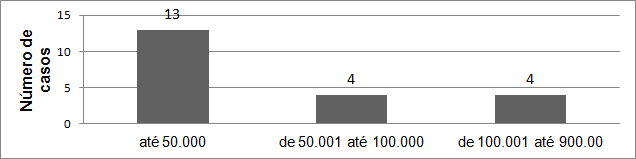 Número de
casos
15
10
5
0
13
4
4
até 50.000
de 50.001 até 100.000
de 100.001 até 900.00